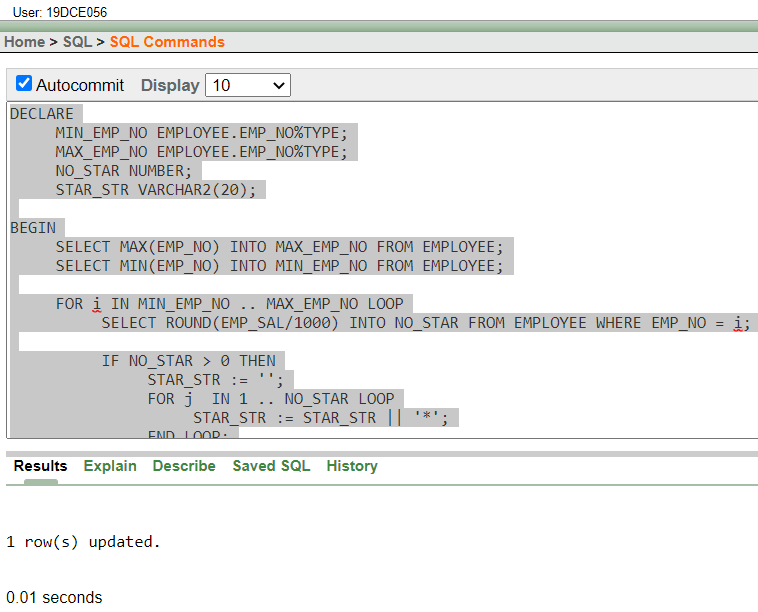 User: 19DCE056
Home > SQL > SQL Commands
Autocommit Display 10
DECLARE
MIN_EMP_NO EMPLOYEE.EMP_NO%TYPE;
MAX_EMP_NO EMPLOYEE.EMP_NO%TYPE;
NO_STAR NUMBER;
STAR_STR VARCHAR2(20);
BEGIN
SELECT MAX(EMP_NO) INTO MAX_EMP_NO FROM EMPLOYEE;
SELECT MIN(EMP_NO) INTO MIN_EMP_NO FROM EMPLOYEE;
FOR i IN MIN_EMP_NO .. MAX_EMP_NO LOOP
SELECT ROUND(EMP_SAL/1000) INTO NO_STAR FROM EMPLOYEE WHERE EMP_NO = i;
IF NO_STAR > 0 THEN
STAR_STR := '';
FOR j  IN 1 .. NO_STAR LOOP
STAR_STR := STAR_STR || '*';
END LOOP;
Results Explain Describe Saved SQL History
1 row(s) updated.
0.01 seconds